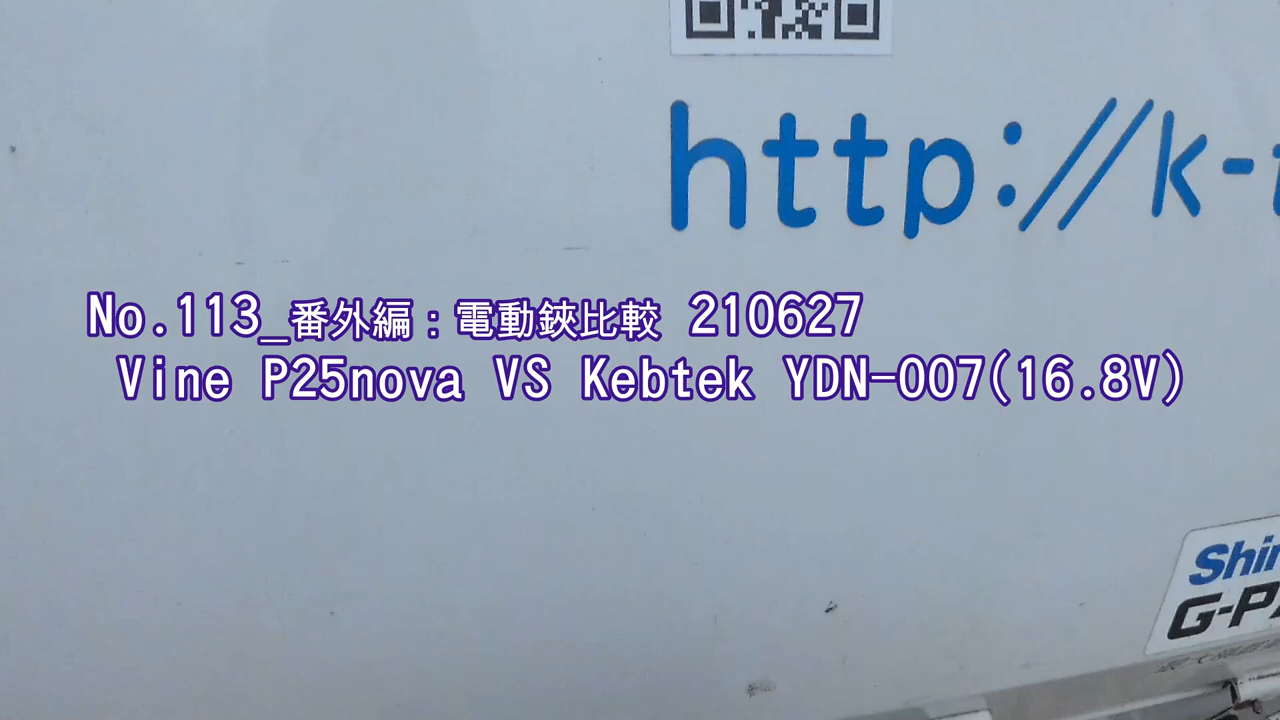 http://k-
No.113_番外編：電動鋏比較 210627
Vine P25nova VS Kebtek YDN-007(16.8V)